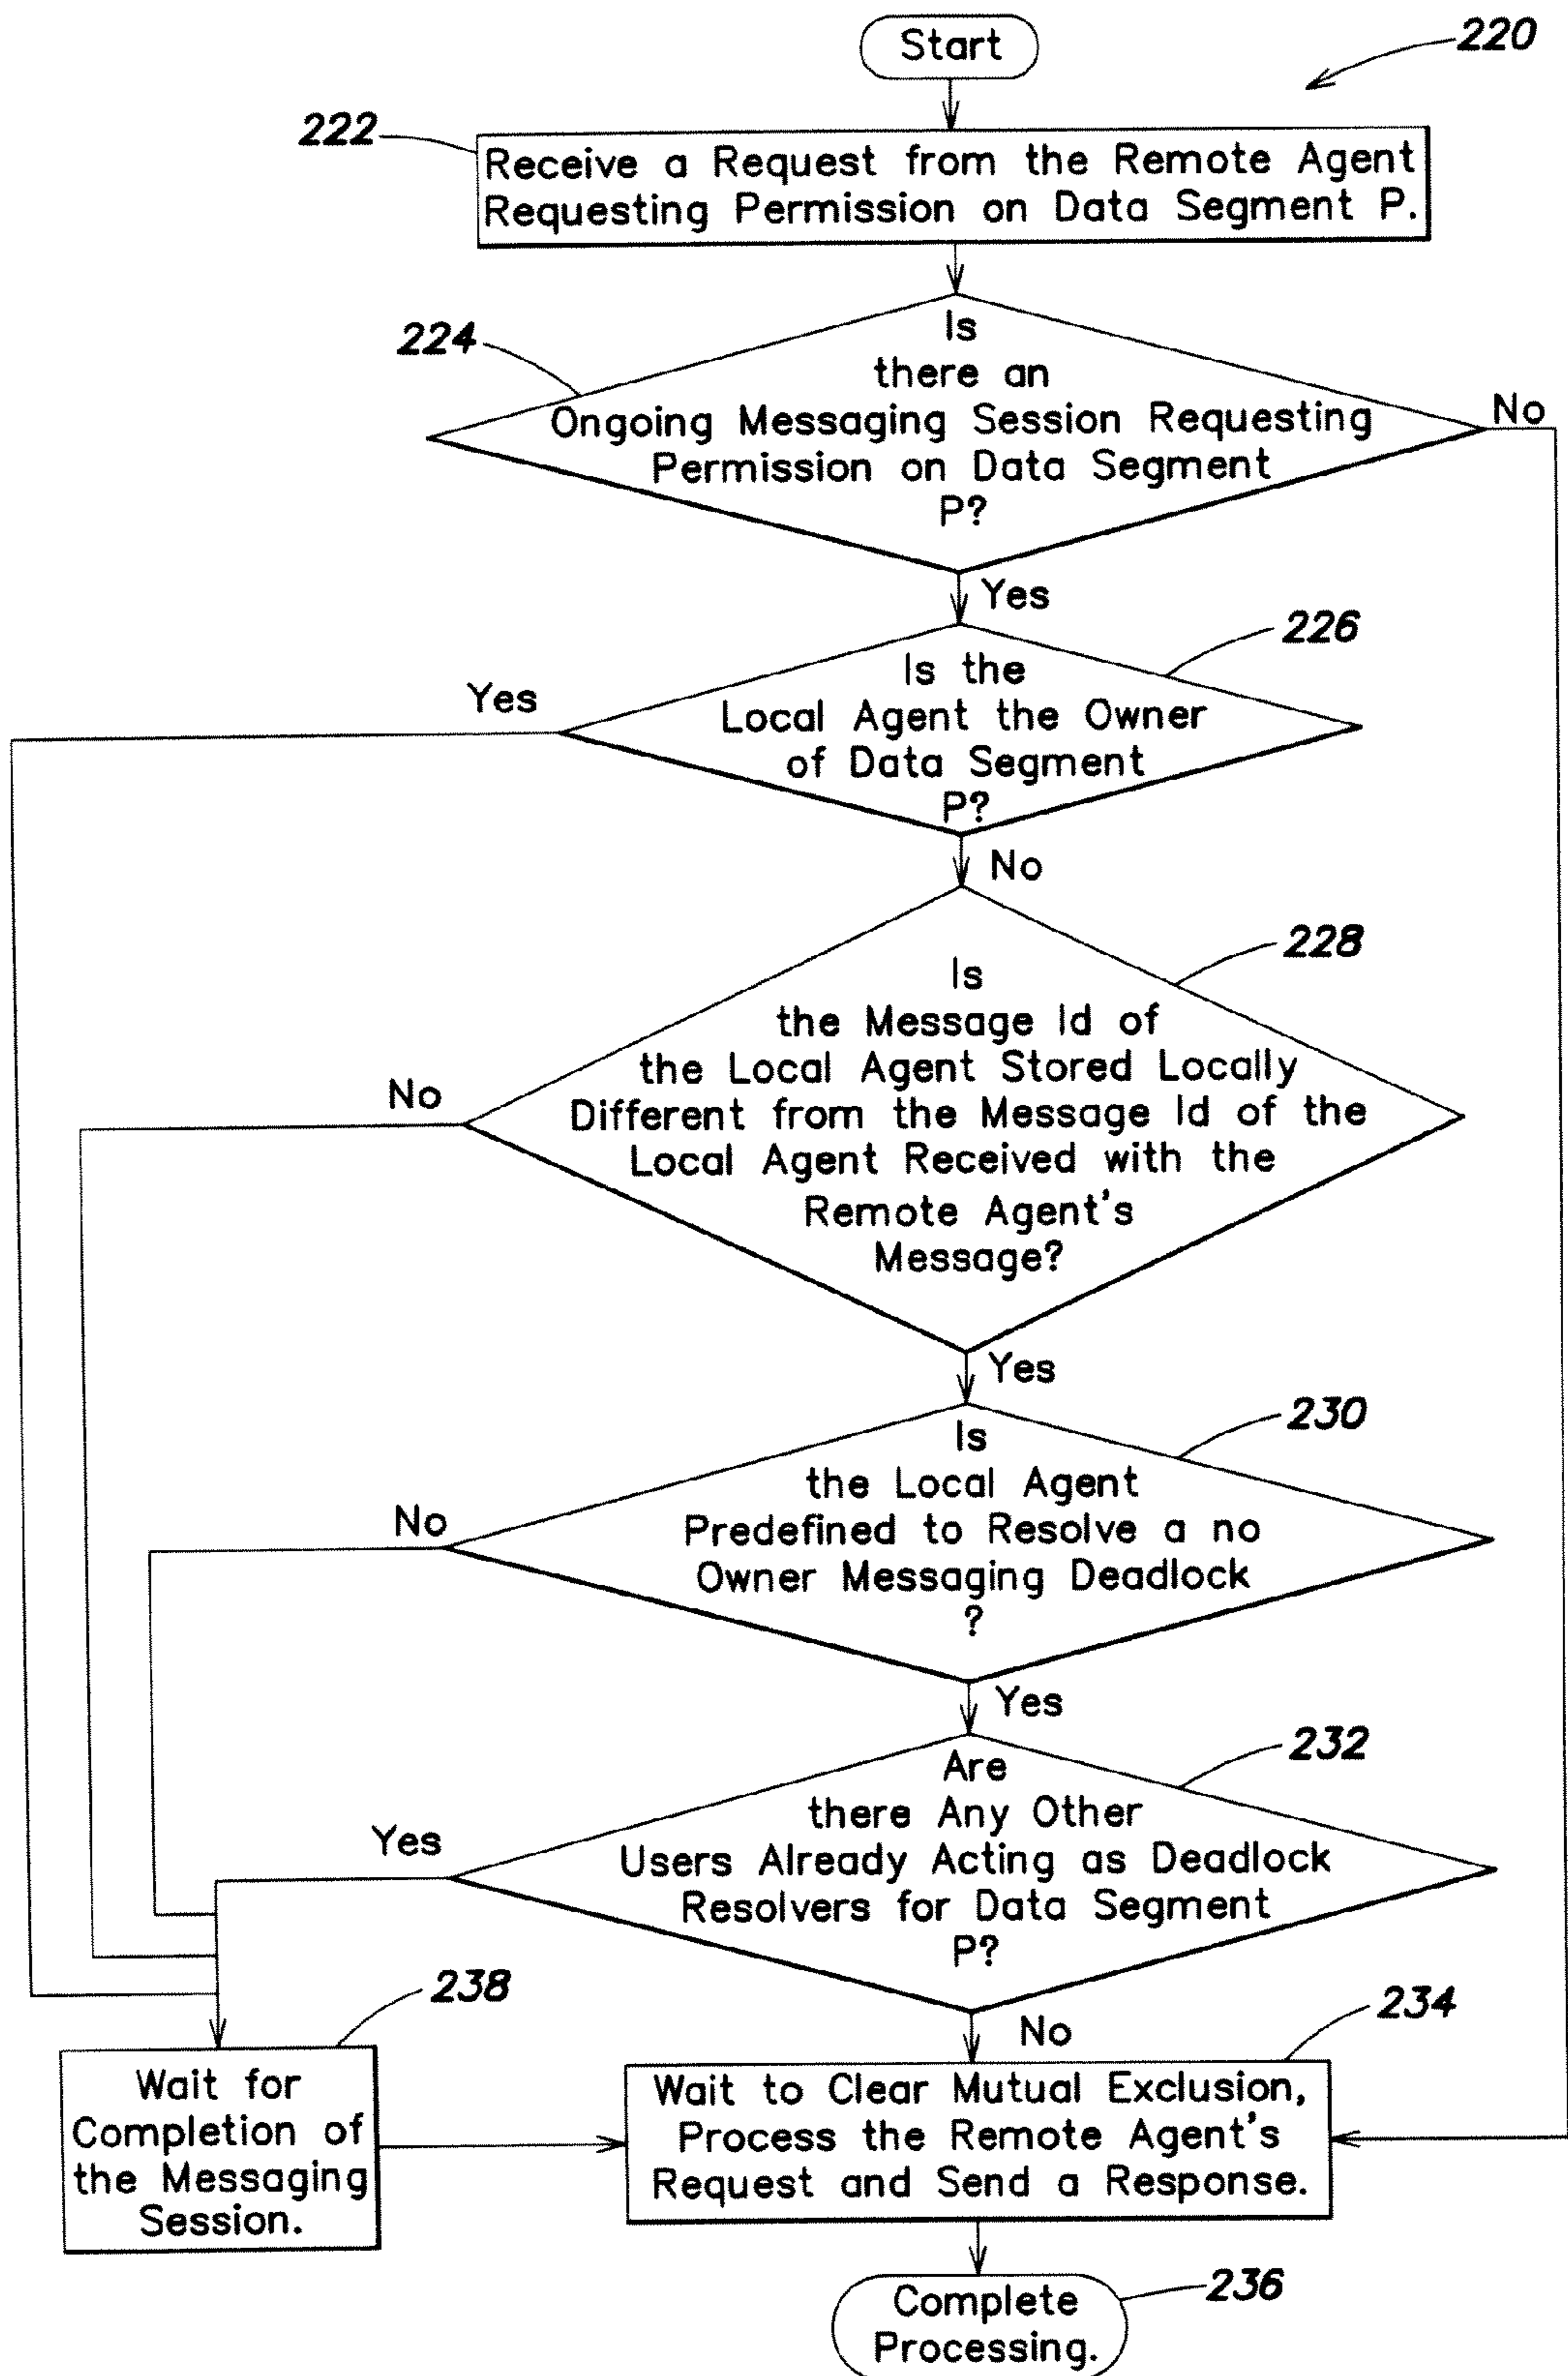 Start
220
222
Receive a Request from the Remote Agent
Requesting Permission on Data Segment P.
224
Is
there an
Ongoing Messaging Session Requesting
Permission on Data Segment
P?
No
Yes
226
Is the
Local Agent the Owner
of Data Segment
P?
Yes
No
228
Is
the Message Id of
the Local Agent Stored Locally
Different from the Message Id of the
Local Agent Received with the
Remote Agent's
Message?
No
Yes
230
Is
the Local Agent
Predefined to Resolve a no
Owner Messaging Deadlock
?
No
Yes
232
Are
there Any Other
Users Already Acting as Deadlock
Resolvers for Data Segment
P?
Yes
No
238
Wait for
Completion of
the Messaging
Session.
234
Wait to Clear Mutual Exclusion,
Process the Remote Agent's
Request and Send a Response.
236
Complete
Processing.